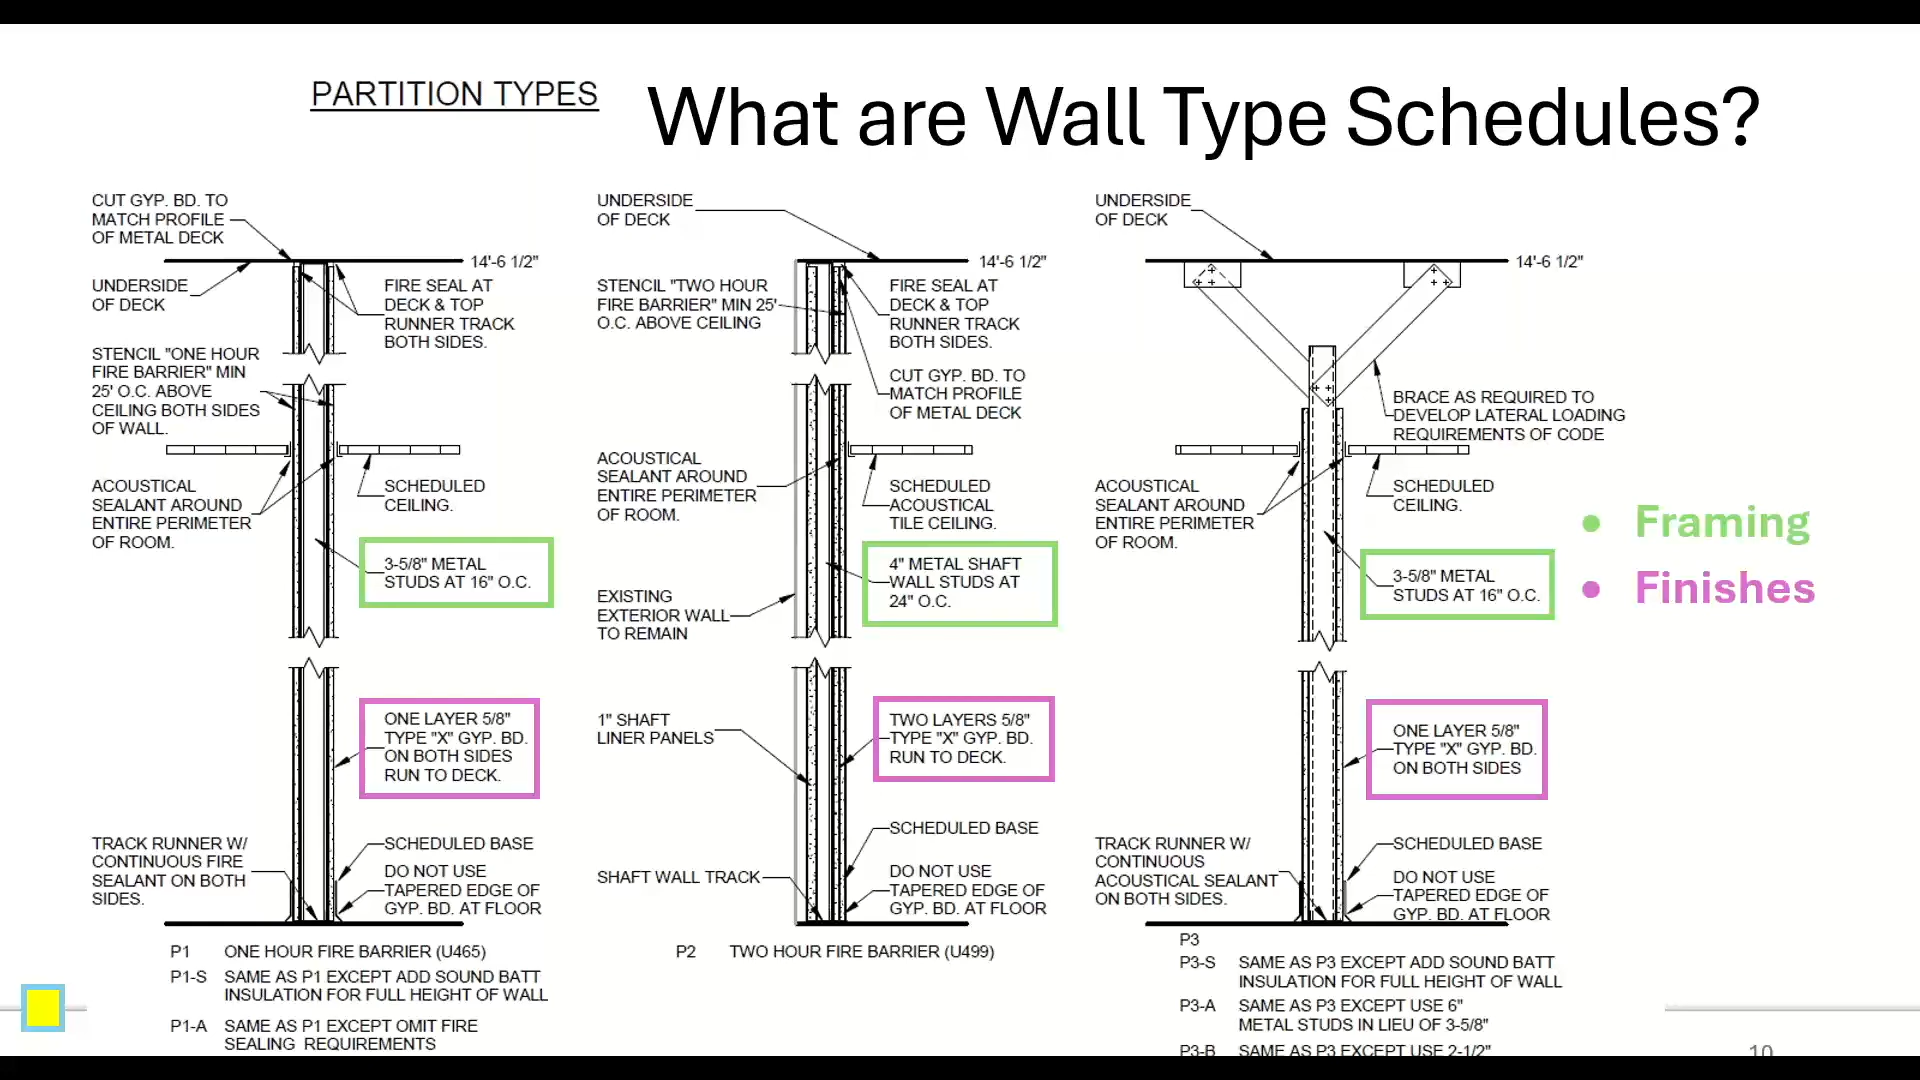 PARTITION TYPES
What are Wall Type Schedules?
CUT GYP. BD. TO
MATCH PROFILE
OF METAL DECK
14'-6 1/2"
UNDERSIDE
OF DECK
FIRE SEAL AT
DECK & TOP
RUNNER TRACK
BOTH SIDES.
STENCIL "ONE HOUR
FIRE BARRIER" MIN
25' O.C. ABOVE
CEILING BOTH SIDES
OF WALL.
ACOUSTICAL
SEALANT AROUND
ENTIRE PERIMETER
OF ROOM.
SCHEDULED
CEILING.
3-5/8" METAL
STUDS AT 16" O.C.
ONE LAYER 5/8"
TYPE "X" GYP. BD.
ON BOTH SIDES
RUN TO DECK.
TRACK RUNNER W/
CONTINUOUS FIRE
SEALANT ON BOTH
SIDES.
SCHEDULED BASE
DO NOT USE
TAPERED EDGE OF
GYP. BD. AT FLOOR
P1 ONE HOUR FIRE BARRIER (U465)
P1-S SAME AS P1 EXCEPT ADD SOUND BATT
INSULATION FOR FULL HEIGHT OF WALL
P1-A SAME AS P1 EXCEPT OMIT FIRE
SEALING REQUIREMENTS
UNDERSIDE
OF DECK
14'-6 1/2"
STENCIL "TWO HOUR
FIRE BARRIER" MIN 25'
O.C. ABOVE CEILING
FIRE SEAL AT
DECK & TOP
RUNNER TRACK
BOTH SIDES.
CUT GYP. BD. TO
MATCH PROFILE
OF METAL DECK
ACOUSTICAL
SEALANT AROUND
ENTIRE PERIMETER
OF ROOM.
SCHEDULED
ACOUSTICAL
TILE CEILING.
4" METAL SHAFT
WALL STUDS AT
24" O.C.
EXISTING
EXTERIOR WALL
TO REMAIN
1" SHAFT
LINER PANELS
TWO LAYERS 5/8"
TYPE "X" GYP. BD.
RUN TO DECK.
SCHEDULED BASE
SHAFT WALL TRACK
DO NOT USE
TAPERED EDGE OF
GYP. BD. AT FLOOR
P2 TWO HOUR FIRE BARRIER (U499)
UNDERSIDE
OF DECK
14'-6 1/2"
BRACE AS REQUIRED TO
DEVELOP LATERAL LOADING
REQUIREMENTS OF CODE
ACOUSTICAL
SEALANT AROUND
ENTIRE PERIMETER
OF ROOM.
SCHEDULED
CEILING.
3-5/8" METAL
STUDS AT 16" O.C.
ONE LAYER 5/8"
TYPE "X" GYP. BD.
ON BOTH SIDES
TRACK RUNNER W/
CONTINUOUS
ACOUSTICAL SEALANT
ON BOTH SIDES.
SCHEDULED BASE
DO NOT USE
TAPERED EDGE OF
GYP. BD. AT FLOOR
P3
P3-S SAME AS P3 EXCEPT ADD SOUND BATT
INSULATION FOR FULL HEIGHT OF WALL
P3-A SAME AS P3 EXCEPT USE 6"
METAL STUDS IN LIEU OF 3-5/8"
P3-B SAME AS P3 EXCEPT USE 2-1/2"
• Framing
• Finishes
10